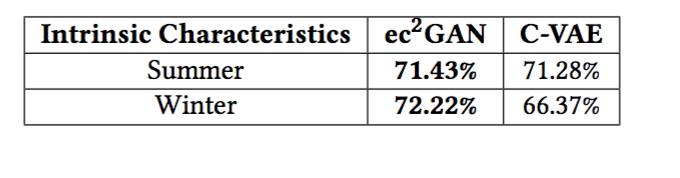 Intrinsic Characteristics ec²GAN C-VAE
Summer 71.43% 71.28%
Winter 72.22% 66.37%